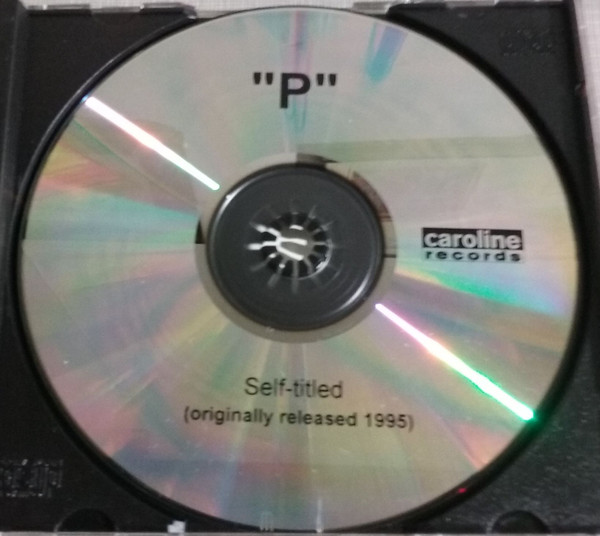 "P"
caroline
records
Self-titled
(originally released 1995)